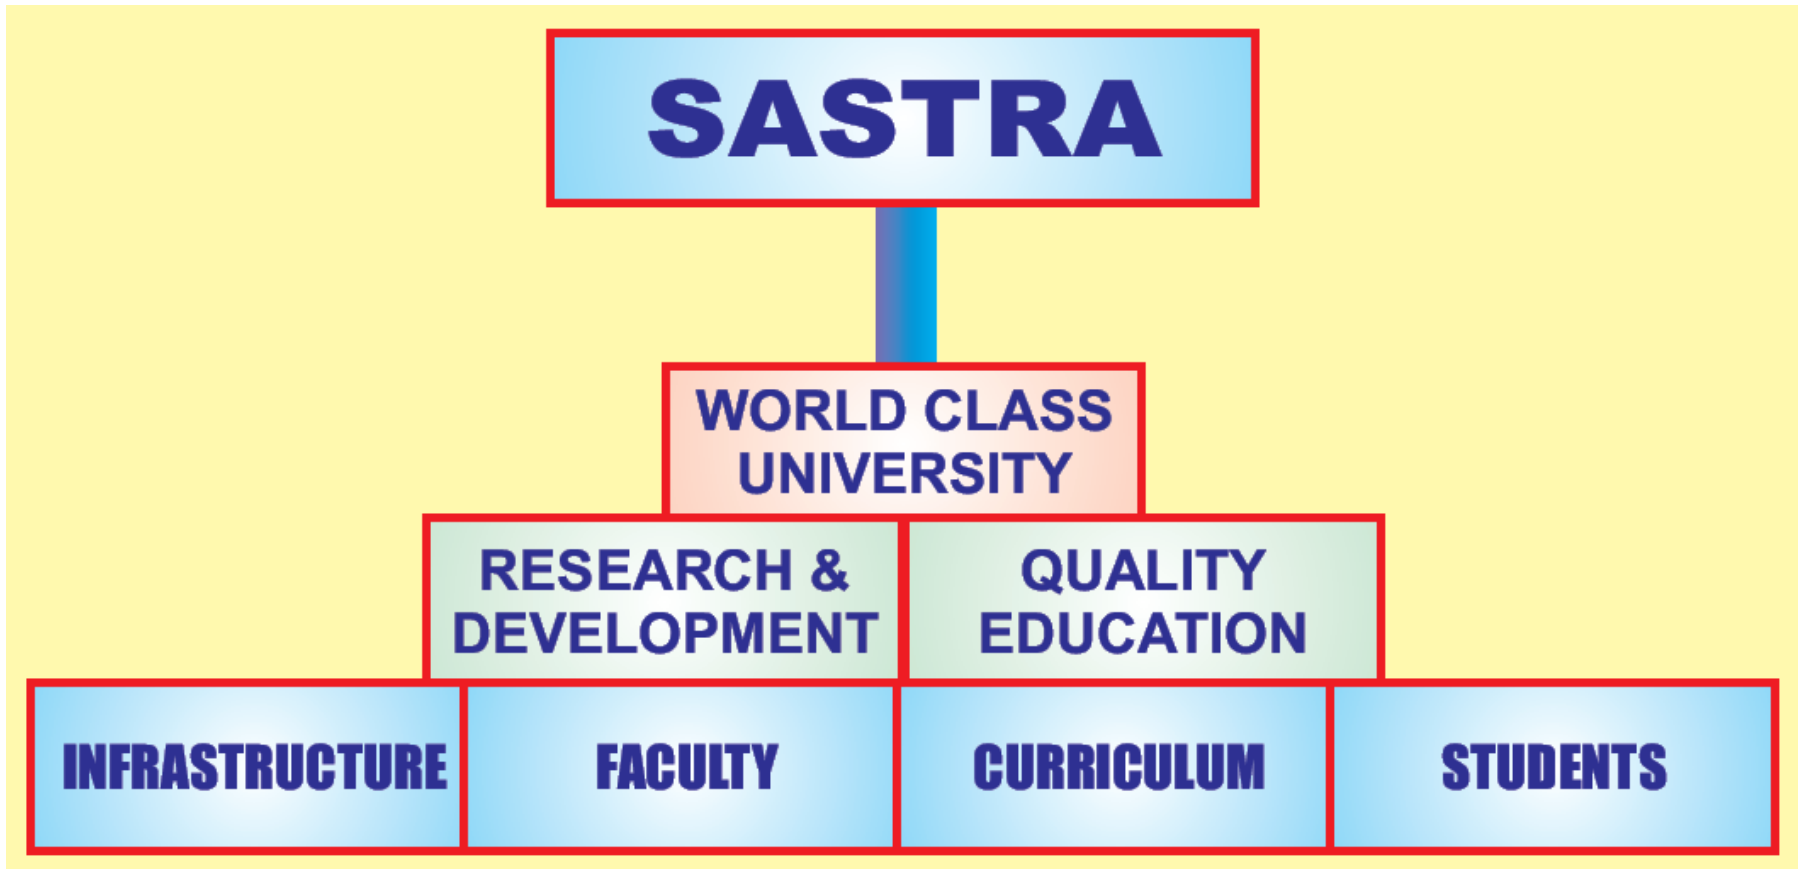 SASTRA
WORLD CLASS
UNIVERSITY
RESEARCH &
DEVELOPMENT
QUALITY
EDUCATION
INFRASTRUCTURE
FACULTY
CURRICULUM
STUDENTS